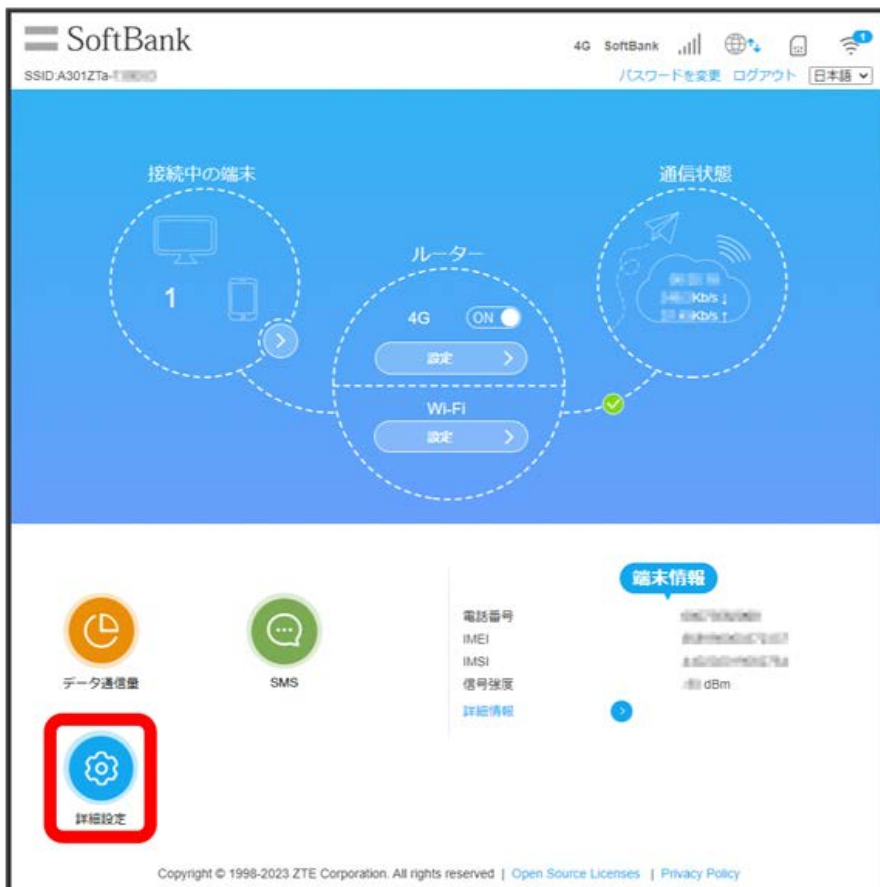 SoftBank
4G SoftBank
1
SSID:A301ZTa-
パスワードを変更 ログアウト 日本語
接続中の端末
通信状態
ルーター
1
Kb/s ↓
Kb/s ↑
4G ON
設定
Wi-Fi
設定
端末情報
電話番号
IMEI
IMSI
信号強度 dBm
詳細情報
データ通信量
SMS
詳細設定
Copyright © 1998-2023 ZTE Corporation. All rights reserved | Open Source Licenses | Privacy Policy